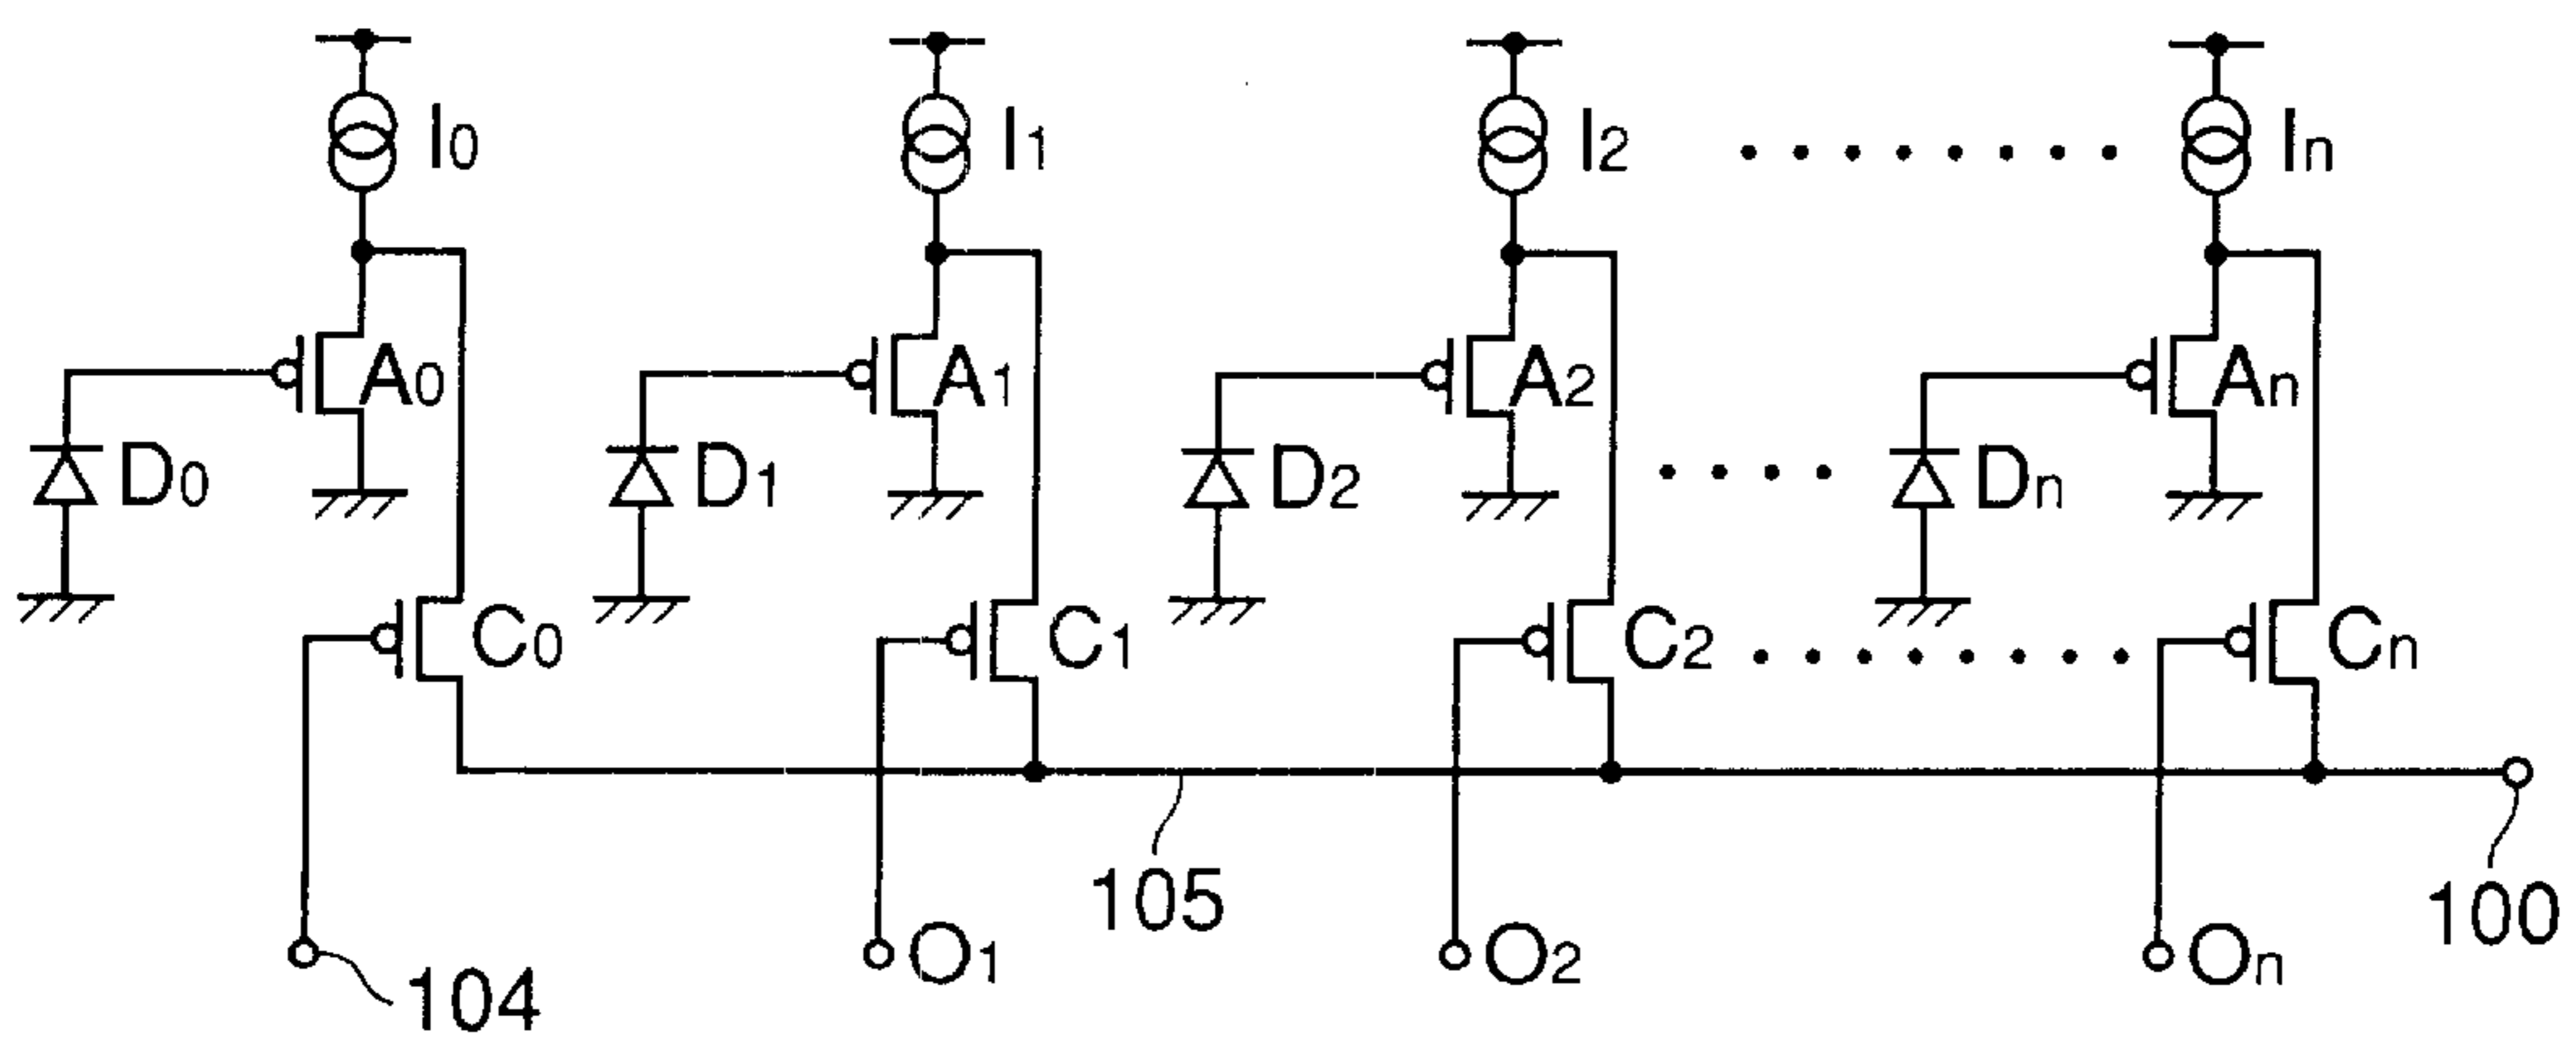 I0 I1 I2 In
A0 A1 A2 An
D0 D1 D2 Dn
C0 C1 C2 Cn
105
100
O1 O2 On
104